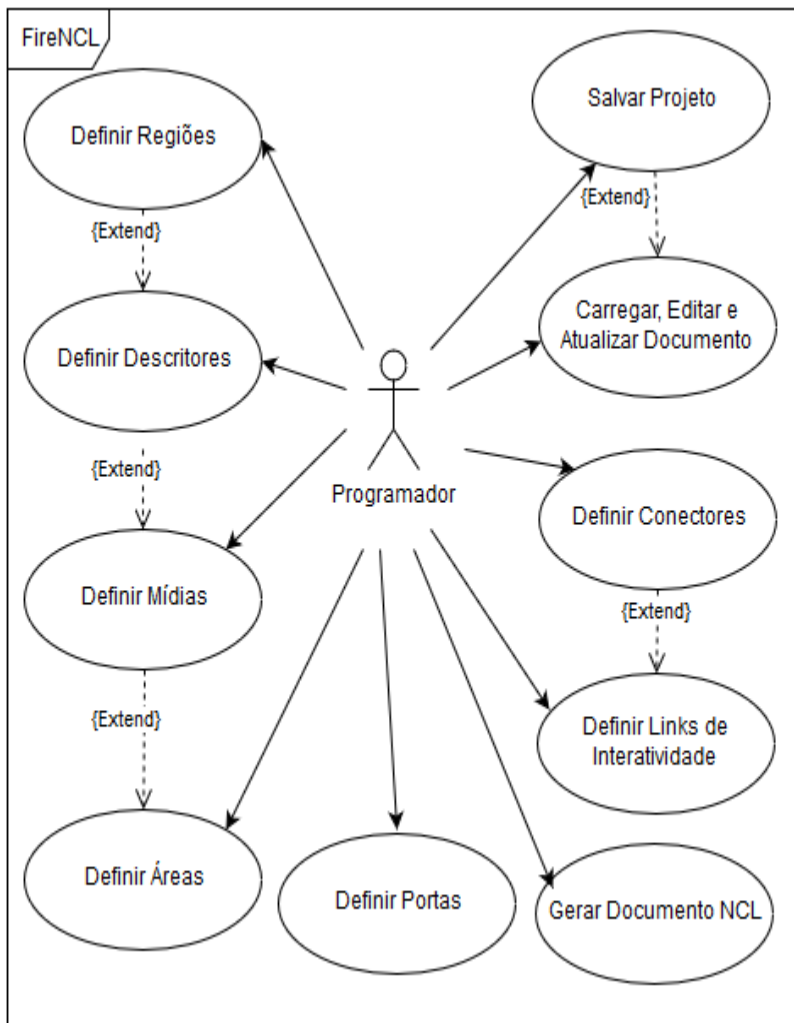 FireNCL
Definir Regiões
{Extend}
Definir Descritores
{Extend}
Definir Mídias
{Extend}
Definir Áreas
Programador
Definir Portas
Salvar Projeto
{Extend}
Carregar, Editar e
Atualizar Documento
Definir Conectores
{Extend}
Definir Links de
Interatividade
Gerar Documento NCL